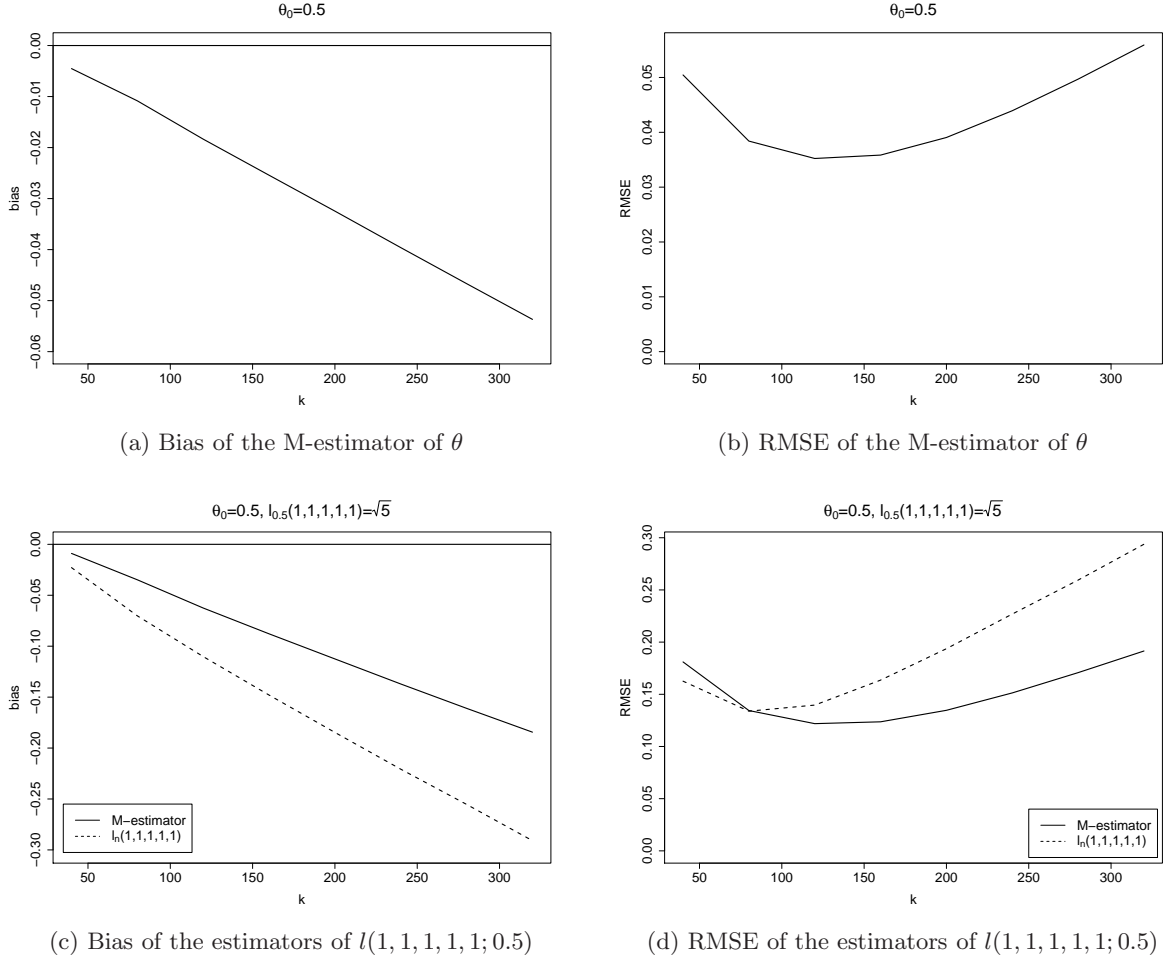 θ₀=0.5
0.00
−0.01
−0.02
−0.03
−0.04
−0.05
−0.06
bias
50 100 150 200 250 300
k
(a) Bias of the M-estimator of θ
θ₀=0.5
0.05
0.04
0.03
0.02
0.01
0.00
RMSE
50 100 150 200 250 300
k
(b) RMSE of the M-estimator of θ
θ₀=0.5, l₀.₅(1,1,1,1,1)=√5
0.00
−0.05
−0.10
−0.15
−0.20
−0.25
−0.30
bias
M−estimator
lₙ(1,1,1,1,1)
50 100 150 200 250 300
k
(c) Bias of the estimators of l(1, 1, 1, 1, 1; 0.5)
θ₀=0.5, l₀.₅(1,1,1,1,1)=√5
0.30
0.25
0.20
0.15
0.10
0.05
0.00
RMSE
M−estimator
lₙ(1,1,1,1,1)
50 100 150 200 250 300
k
(d) RMSE of the estimators of l(1, 1, 1, 1, 1; 0.5)